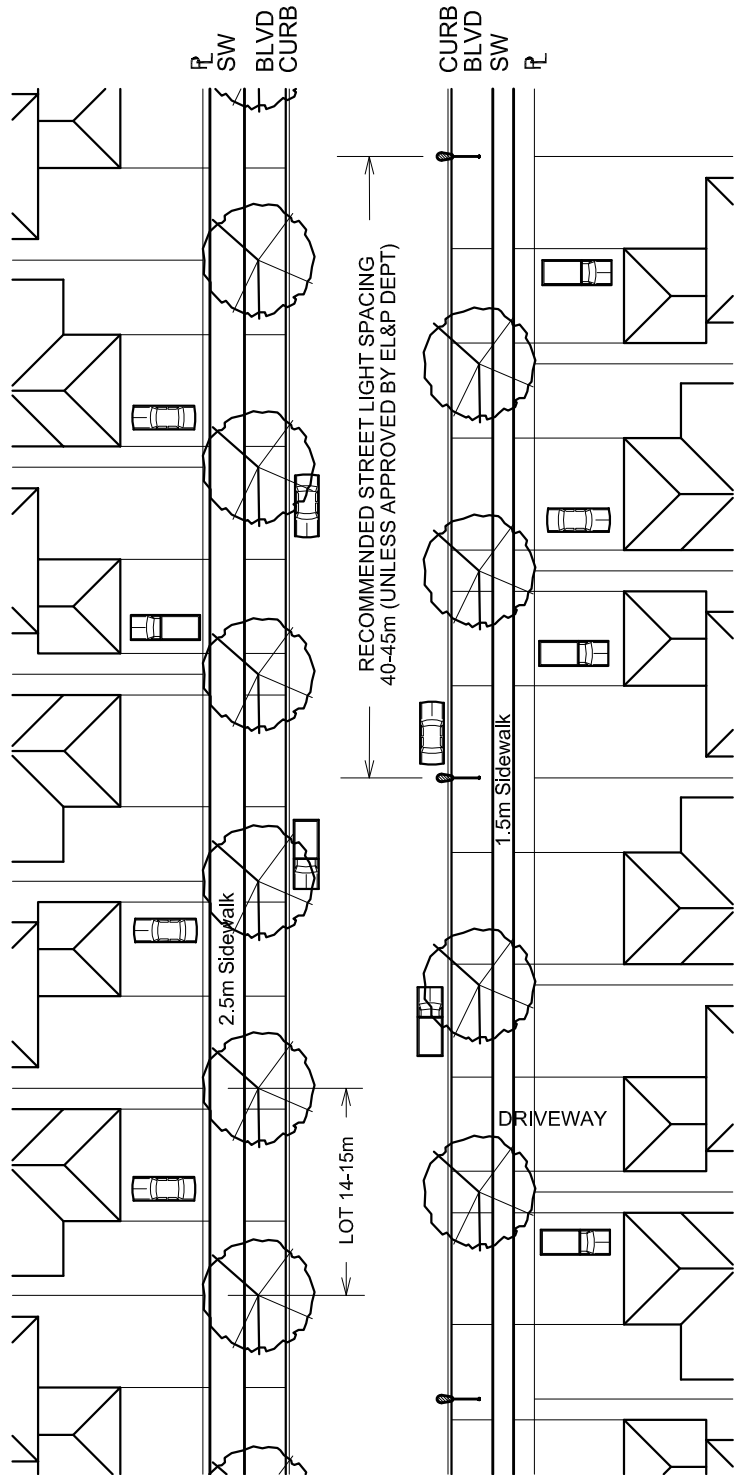 ℄
SW
BLVD
CURB
CURB
BLVD
SW
℄
RECOMMENDED STREET LIGHT SPACING
40-45m (UNLESS APPROVED BY EL&P DEPT)
1.5m Sidewalk
2.5m Sidewalk
LOT 14-15m
DRIVEWAY